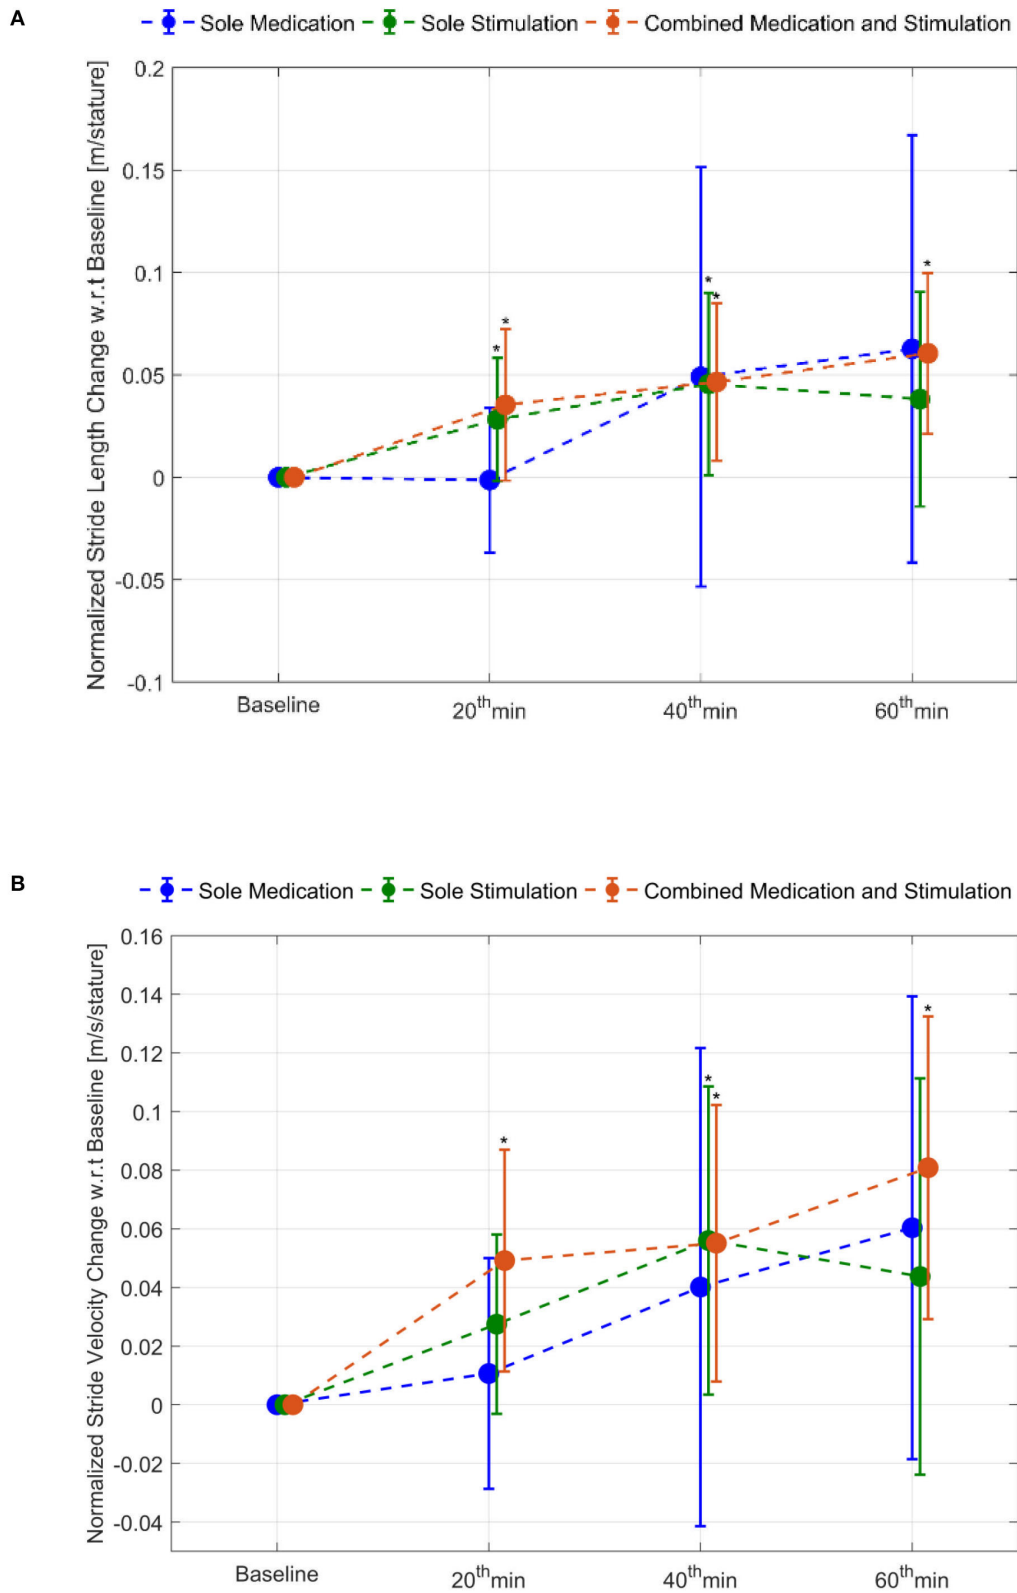 A
Sole Medication Sole Stimulation Combined Medication and Stimulation
Normalized Stride Length Change w.r.t Baseline [m/stature]
0.2
0.15
0.1
0.05
0
-0.05
-0.1
* * * * *
Baseline 20thmin 40thmin 60thmin
B
Sole Medication Sole Stimulation Combined Medication and Stimulation
Normalized Stride Velocity Change w.r.t Baseline [m/s/stature]
0.16
0.14
0.12
0.1
0.08
0.06
0.04
0.02
0
-0.02
-0.04
* * * *
Baseline 20thmin 40thmin 60thmin